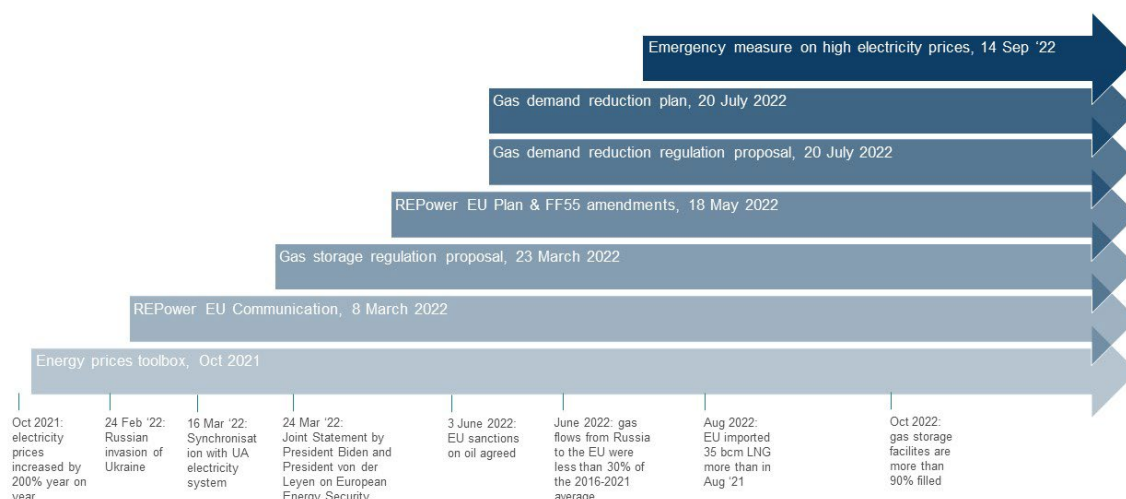 Emergency measure on high electricity prices, 14 Sep ‘22
Gas demand reduction plan, 20 July 2022
Gas demand reduction regulation proposal, 20 July 2022
REPower EU Plan & FF55 amendments, 18 May 2022
Gas storage regulation proposal, 23 March 2022
REPower EU Communication, 8 March 2022
Energy prices toolbox, Oct 2021
Oct 2021:
electricity
prices
increased by
200% year on
year
24 Feb ‘22:
Russian
invasion of
Ukraine
16 Mar ‘22:
Synchronisat
ion with UA
electricity
system
24 Mar ‘22:
Joint Statement by
President Biden and
President von der
Leyen on European
Energy Security
3 June 2022:
EU sanctions
on oil agreed
June 2022: gas
flows from Russia
to the EU were
less than 30% of
the 2016-2021
average
Aug 2022:
EU imported
35 bcm LNG
more than in
Aug ‘21
Oct 2022:
gas storage
facilites are
more than
90% filled